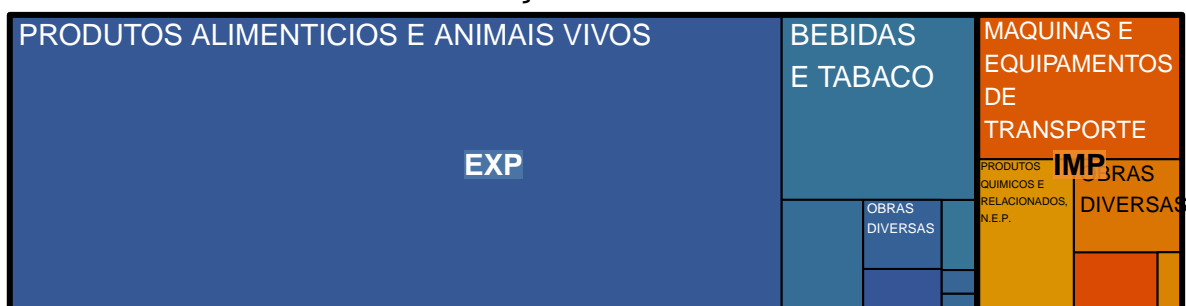 PRODUTOS ALIMENTICIOS E ANIMAIS VIVOS
EXP
BEBIDAS
E TABACO
OBRAS
DIVERSAS
MAQUINAS E
EQUIPAMENTOS
DE
TRANSPORTE
IMP
PRODUTOS
QUIMICOS E
RELACIONADOS,
N.E.P.
OBRAS
DIVERSAS